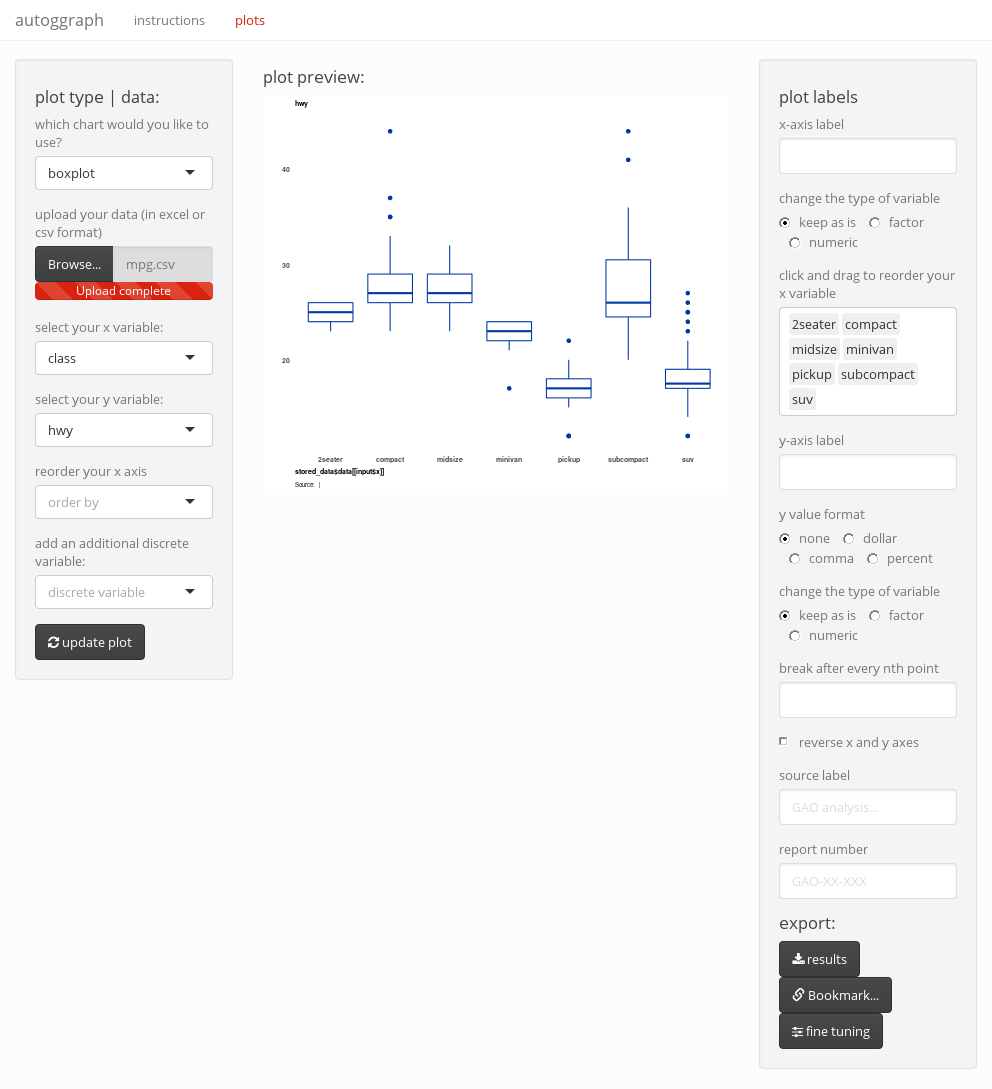 autoggraph instructions plots
plot type | data:
which chart would you like to
use?
boxplot
upload your data (in excel or
csv format)
Browse... mpg.csv
Upload complete
select your x variable:
class
select your y variable:
hwy
reorder your x axis
order by
add an additional discrete
variable:
discrete variable
update plot
plot preview:
hwy
40
30
20
2seater compact midsize minivan pickup subcompact suv
stored_data$data[[input$x]]
Source: |
plot labels
x-axis label
change the type of variable
keep as is factor
numeric
click and drag to reorder your
x variable
2seater compact
midsize minivan
pickup subcompact
suv
y-axis label
y value format
none dollar
comma percent
change the type of variable
keep as is factor
numeric
break after every nth point
reverse x and y axes
source label
GAO analysis...
report number
GAO-XX-XXX
export:
results
Bookmark...
fine tuning